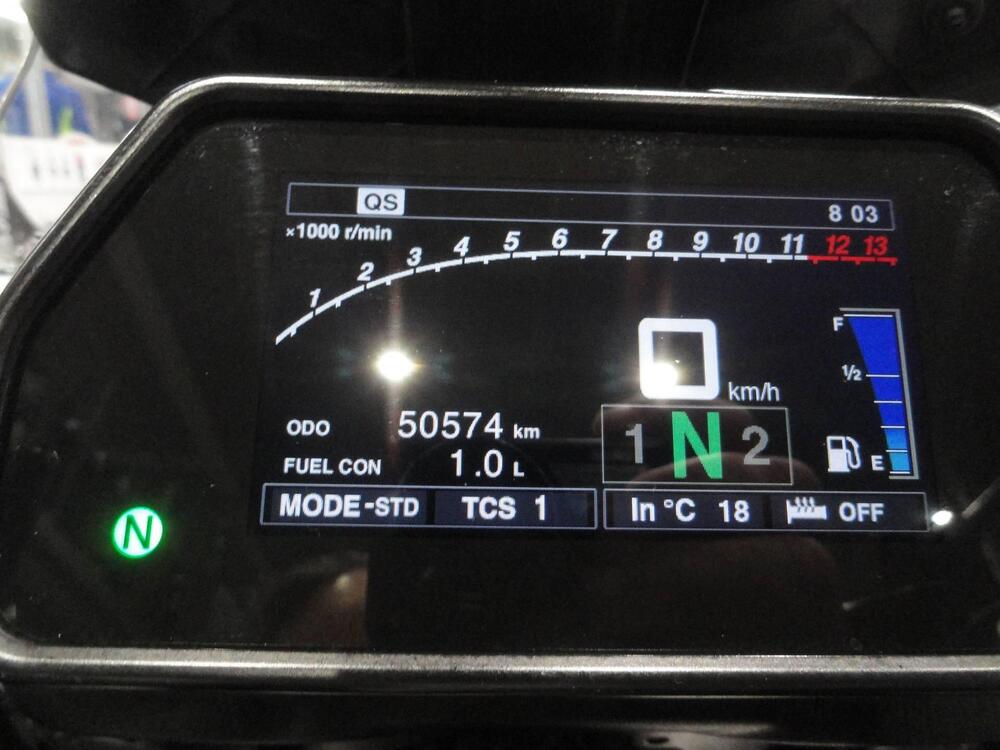 QS
8 03
×1000 r/min
1 2 3 4 5 6 7 8 9 10 11 12 13
0 km/h
F
1/2
E
ODO 50574 km
FUEL CON 1.0 L
1 N 2
MODE-STD TCS 1 In °C 18 OFF
N